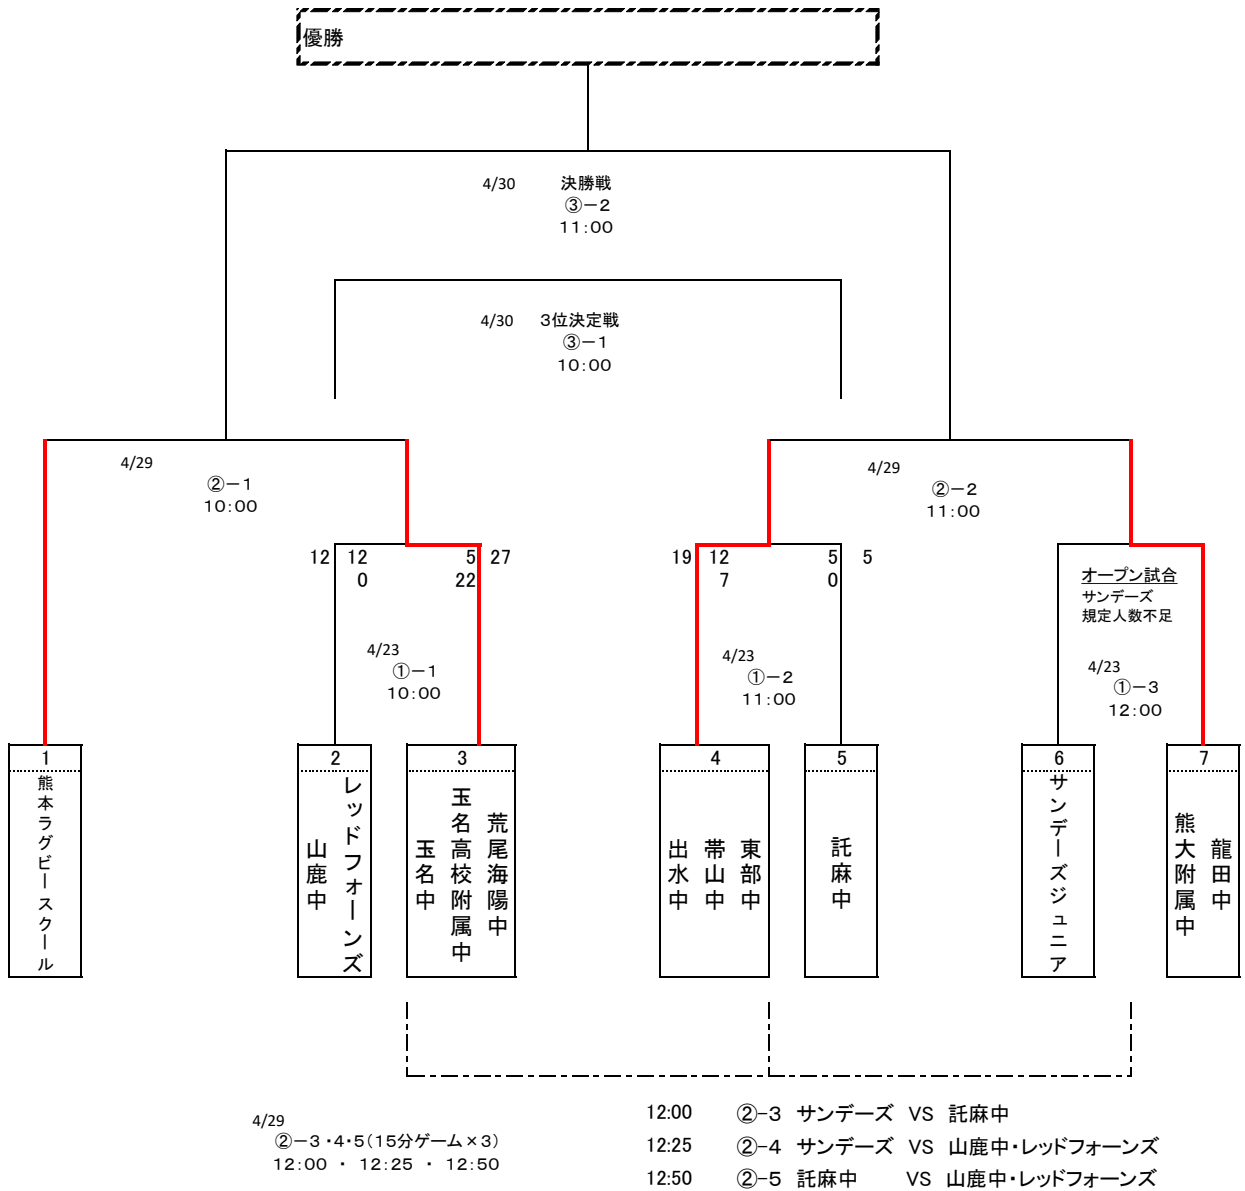 優勝
4/30 決勝戦
③－2
11：00
4/30 3位決定戦
③－1
10：00
4/29
②－1
10：00
4/29
②－2
11：00
12 12 5 27
0 22
19 12 5 5
7 0
オープン試合
サンデーズ
規定人数不足
4/23
①－1
10：00
4/23
①－2
11：00
4/23
①－3
12：00
1
熊本ラグビースクール
2
レッドフォーンズ
山鹿中
3
荒尾海陽中
玉名高校附属中
玉名中
4
東部中
帯山中
出水中
5
託麻中
6
サンデーズジュニア
7
龍田中
熊大附属中
4/29
②－3・4・5（15分ゲーム×3）
12：00 ・ 12：25 ・ 12：50
12:00 ②-3 サンデーズ VS 託麻中
12:25 ②-4 サンデーズ VS 山鹿中・レッドフォーンズ
12:50 ②-5 託麻中 VS 山鹿中・レッドフォーンズ